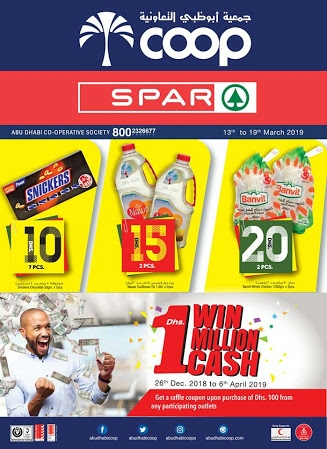 جمعية أبوظبي التعاونية
coop
SPAR
ABU DHABI CO-OPERATIVE SOCIETY 800 2326677
13th to 19th March 2019
SNICKERS
Banvit
Banvit
Dhs.
10
7 PCS.
Dhs.
15
2 PCS.
Dhs.
20
2 PCS.
Dhs.
1 WIN
MILLION
CASH
26th Dec. 2018 to 6th April 2019
Get a raffle coupon upon purchase of Dhs. 100 from
any participating outlets
abudhabicoop
abudhabicoop
abudhabicoops
abudhabicoop